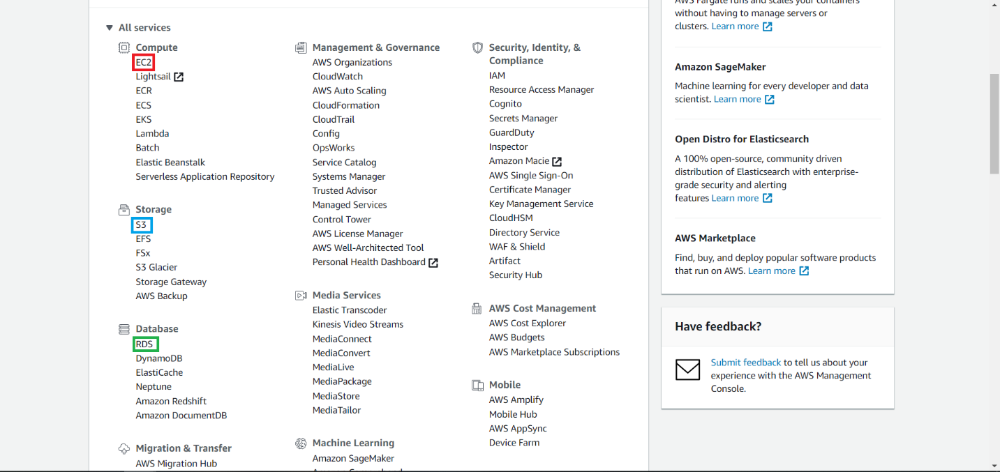 All services
Compute
EC2
Lightsail
ECR
ECS
EKS
Lambda
Batch
Elastic Beanstalk
Serverless Application Repository
Storage
S3
EFS
FSx
S3 Glacier
Storage Gateway
AWS Backup
Database
RDS
DynamoDB
ElastiCache
Neptune
Amazon Redshift
Amazon DocumentDB
Migration & Transfer
AWS Migration Hub
Management & Governance
AWS Organizations
CloudWatch
AWS Auto Scaling
CloudFormation
CloudTrail
Config
OpsWorks
Service Catalog
Systems Manager
Trusted Advisor
Managed Services
Control Tower
AWS License Manager
AWS Well-Architected Tool
Personal Health Dashboard
Media Services
Elastic Transcoder
Kinesis Video Streams
MediaConnect
MediaConvert
MediaLive
MediaPackage
MediaStore
MediaTailor
Machine Learning
Amazon SageMaker
Security, Identity, &
Compliance
IAM
Resource Access Manager
Cognito
Secrets Manager
GuardDuty
Inspector
Amazon Macie
AWS Single Sign-On
Certificate Manager
Key Management Service
CloudHSM
Directory Service
WAF & Shield
Artifact
Security Hub
AWS Cost Management
AWS Cost Explorer
AWS Budgets
AWS Marketplace Subscriptions
Mobile
AWS Amplify
Mobile Hub
AWS AppSync
Device Farm
AWS Fargate runs and scales your containers
without having to manage servers or
clusters. Learn more
Amazon SageMaker
Machine learning for every developer and data
scientist. Learn more
Open Distro for Elasticsearch
A 100% open-source, community driven
distribution of Elasticsearch with enterprise-
grade security and alerting
features Learn more
AWS Marketplace
Find, buy, and deploy popular software products
that run on AWS. Learn more
Have feedback?
Submit feedback to tell us about your
experience with the AWS Management
Console.